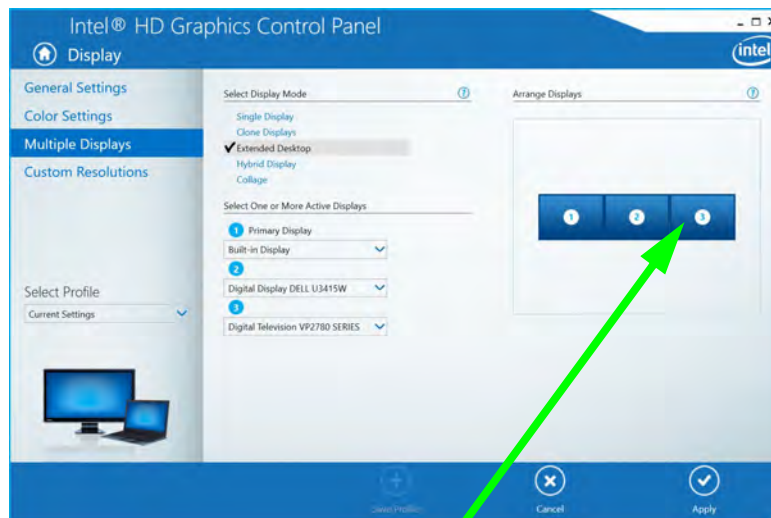 Intel® HD Graphics Control Panel
Display
intel
General Settings
Color Settings
Multiple Displays
Custom Resolutions
Select Profile
Current Settings
Select Display Mode
?
Single Display
Clone Displays
Extended Desktop
Hybrid Display
Collage
Select One or More Active Displays
1 Primary Display
Built-in Display
2
Digital Display DELL U3415W
3
Digital Television VP2780 SERIES
Arrange Displays
?
1 2 3
Save Profile
Cancel
Apply